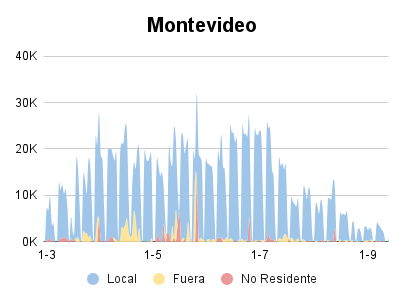 Montevideo
40K
30K
20K
10K
0K
1-3 1-5 1-7 1-9
Local Fuera No Residente